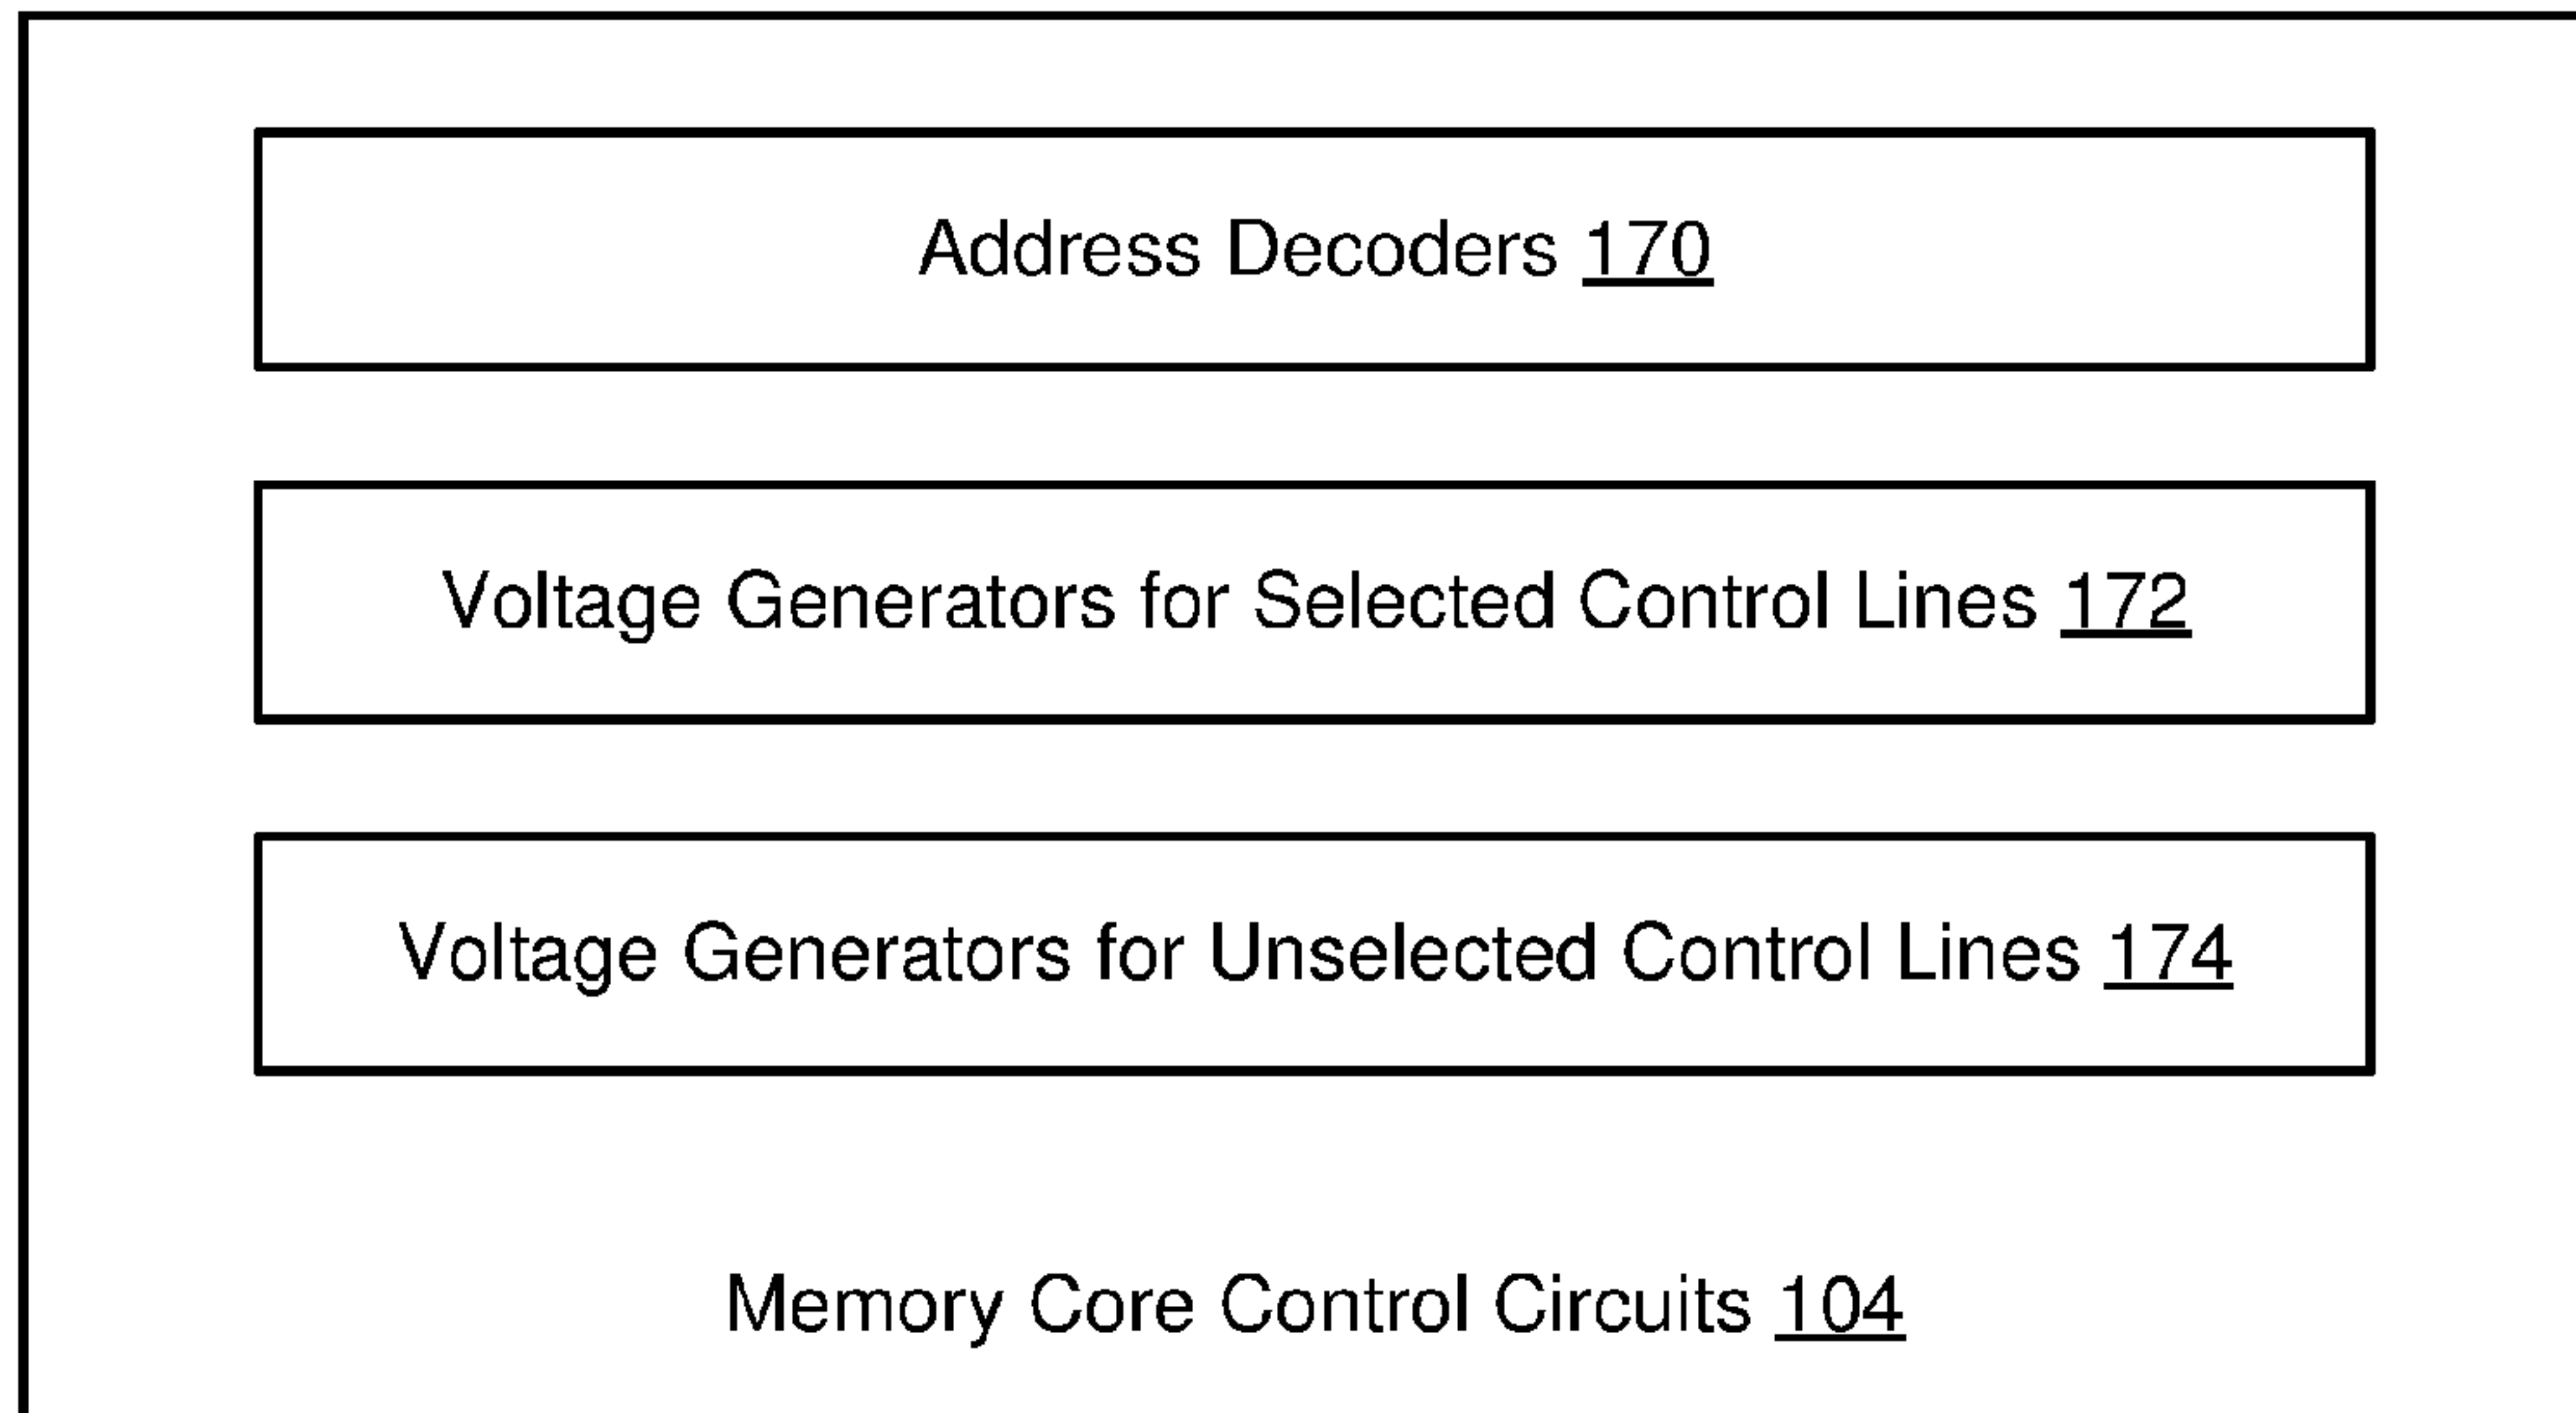 Address Decoders 170
Voltage Generators for Selected Control Lines 172
Voltage Generators for Unselected Control Lines 174
Memory Core Control Circuits 104